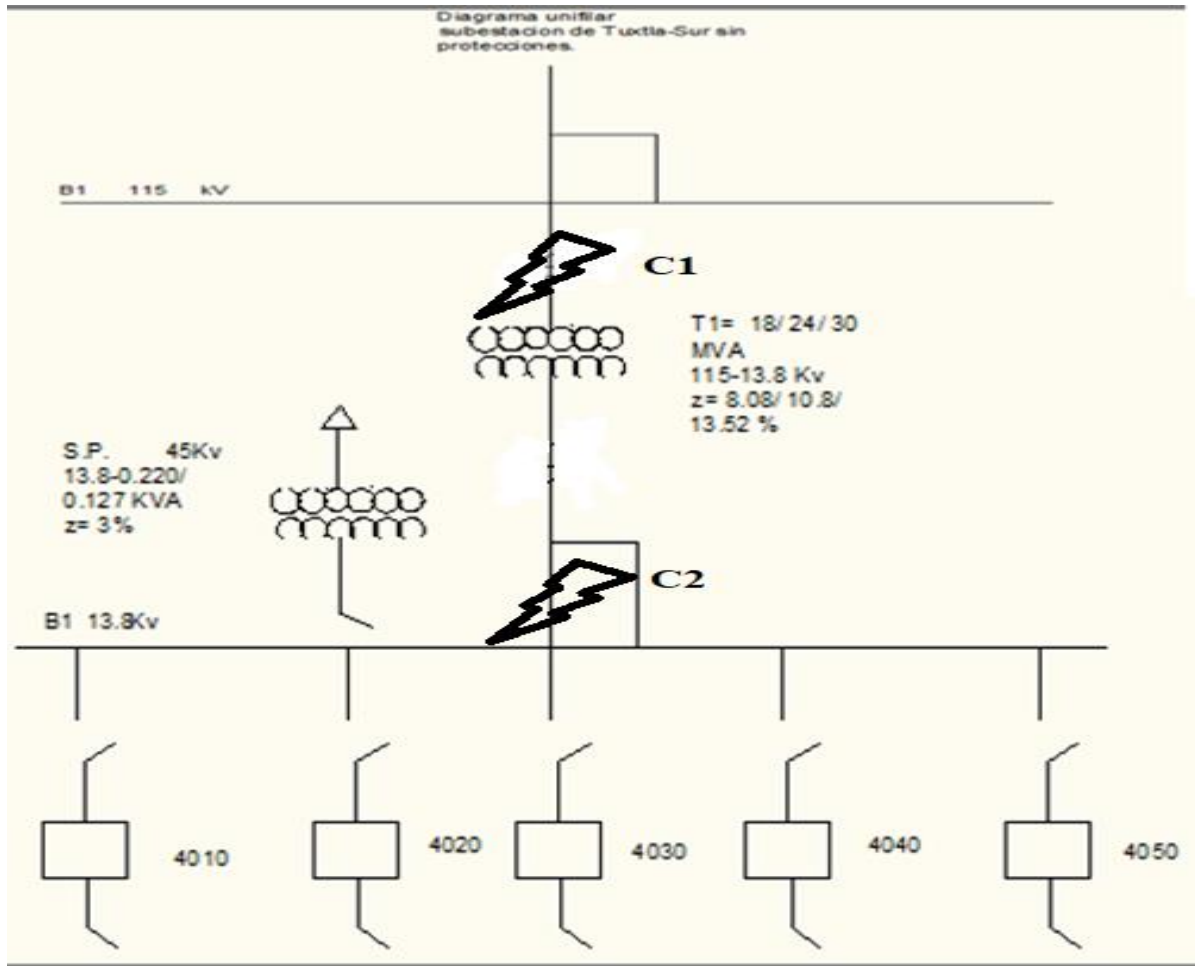 Diagrama unifilar
subestacion de Tuxtla-Sur sin
protecciones.
B1 115 kV
C1
T1= 18/ 24/ 30
MVA
115-13.8 Kv
z= 8.08/ 10.8/
13.52 %
S.P. 45Kv
13.8-0.220/
0.127 KVA
z= 3%
C2
B1 13.8Kv
4010
4020
4030
4040
4050